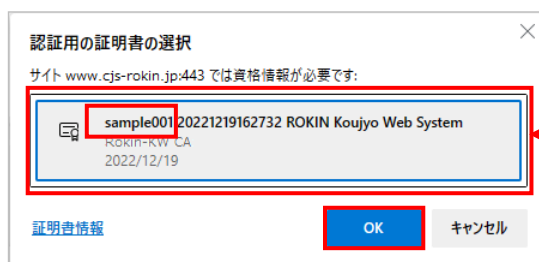 認証用の証明書の選択
サイト www.cjs-rokin.jp:443 では資格情報が必要です:
sample001 20221219162732 ROKIN Koujyo Web System
Rokin-KW CA
2022/12/19
証明書情報
OK
キャンセル